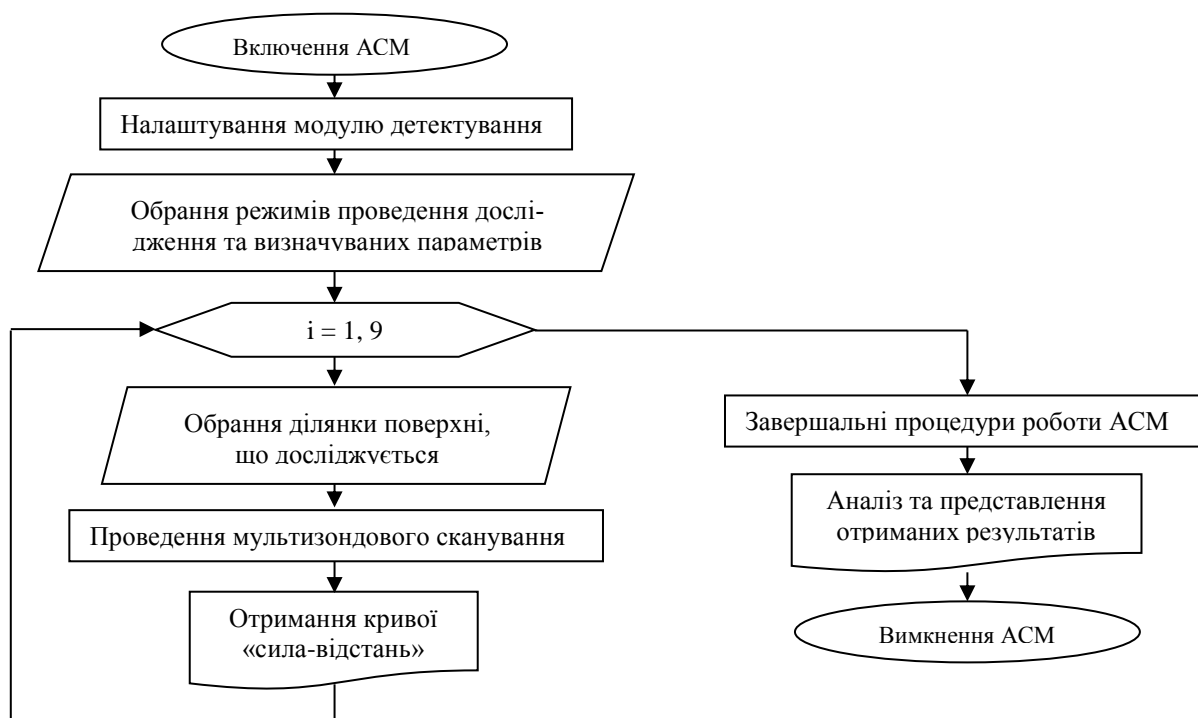 Включення АСМ
Налаштування модулю детектування
Обрання режимів проведення дослі-
дження та визначуваних параметрів
i = 1, 9
Обрання ділянки поверхні,
що досліджується
Проведення мультизондового сканування
Отримання кривої
«сила-відстань»
Завершальні процедури роботи АСМ
Аналіз та представлення
отриманих результатів
Вимкнення АСМ